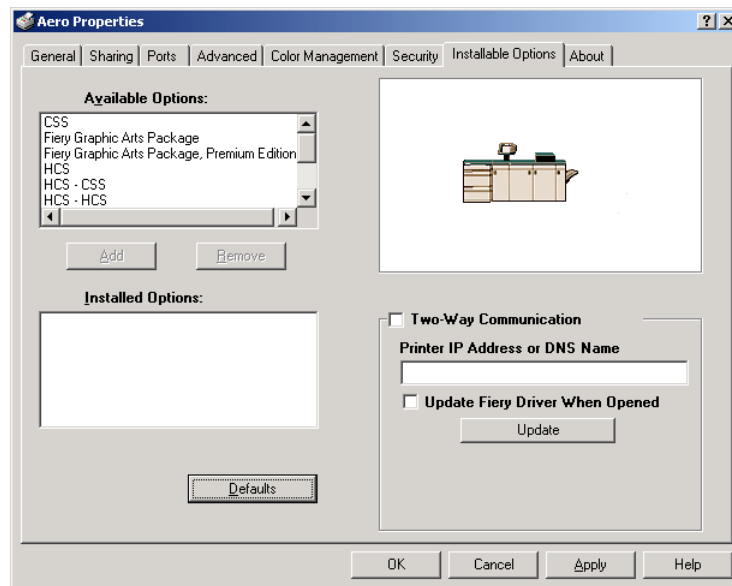 Aero Properties
General Sharing Ports Advanced Color Management Security Installable Options About
Available Options:
CSS
Fiery Graphic Arts Package
Fiery Graphic Arts Package, Premium Edition
HCS
HCS - CSS
HCS - HCS
Add Remove
Installed Options:
Two-Way Communication
Printer IP Address or DNS Name
Update Fiery Driver When Opened
Update
Defaults
OK Cancel Apply Help